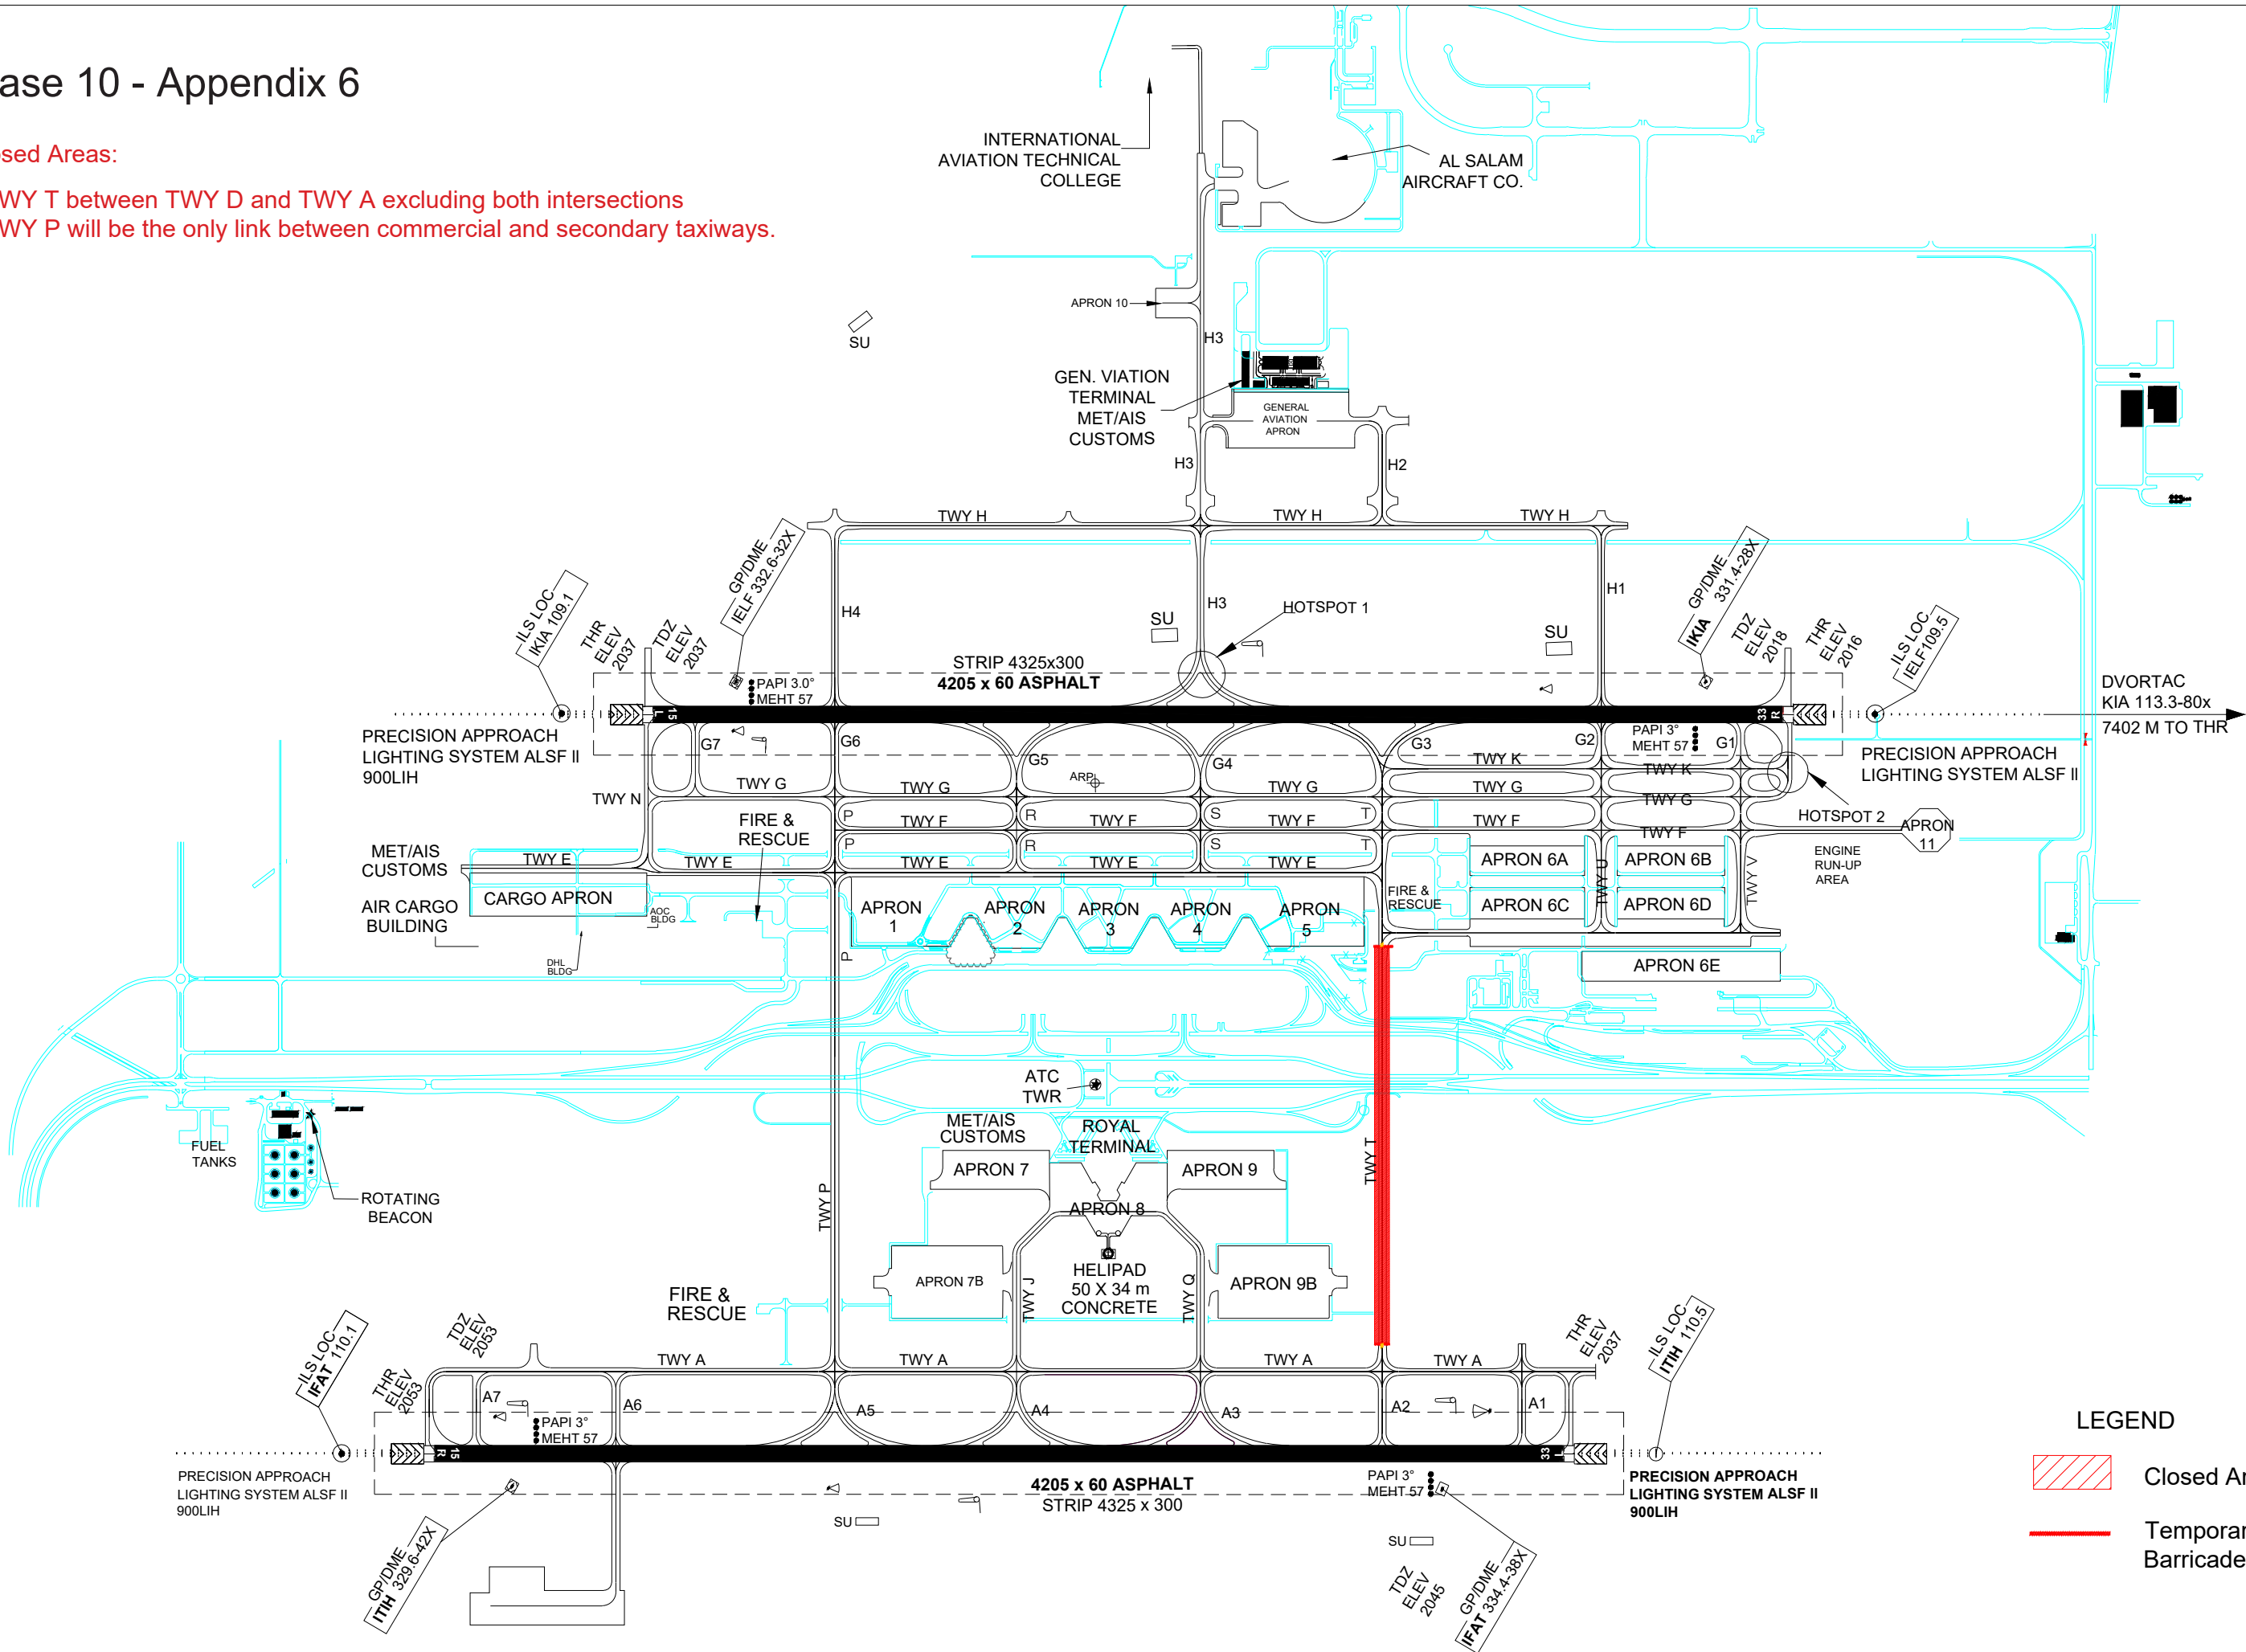 ase 10 - Appendix 6
osed Areas:
WY T between TWY D and TWY A excluding both intersections
WY P will be the only link between commercial and secondary taxiways.
INTERNATIONAL
AVIATION TECHNICAL
COLLEGE
AL SALAM
AIRCRAFT CO.
APRON 10
SU
H3
GEN. VIATION
TERMINAL
MET/AIS
CUSTOMS
GENERAL
AVIATION
APRON
H3
H2
TWY H
TWY H
TWY H
GP/DME
IELF 332.6-32X
ILS LOC
IKIA 109.1
THR
ELEV
2037
TDZ
ELEV
2037
H4
H3
HOTSPOT 1
SU
SU
H1
GP/DME
IKIA 331.4-28X
TDZ
ELEV
2018
THR
ELEV
2016
ILS LOC
IELF109.5
STRIP 4325x300
4205 x 60 ASPHALT
PAPI 3.0°
MEHT 57
15
L
33
R
DVORTAC
KIA 113.3-80x
7402 M TO THR
PRECISION APPROACH
LIGHTING SYSTEM ALSF II
900LIH
G7
G6
G5
G4
G3
G2
G1
PAPI 3°
MEHT 57
PRECISION APPROACH
LIGHTING SYSTEM ALSF II
TWY K
TWY K
ARP
TWY N
TWY G
TWY G
TWY G
TWY G
TWY G
HOTSPOT 2
FIRE &
RESCUE
P
TWY F
R
TWY F
S
TWY F
T
TWY F
TWY F
APRON
11
MET/AIS
CUSTOMS
TWY E
TWY E
P
TWY E
R
TWY E
S
TWY E
T
APRON 6A
TWY U
APRON 6B
TWY V
ENGINE
RUN-UP
AREA
AIR CARGO
BUILDING
CARGO APRON
AOC
BLDG
DHL
BLDG
APRON
1
APRON
2
APRON
3
APRON
4
APRON
5
FIRE &
RESCUE
APRON 6C
APRON 6D
P
APRON 6E
ATC
TWR
MET/AIS
CUSTOMS
ROYAL
TERMINAL
FUEL
TANKS
ROTATING
BEACON
APRON 7
APRON 9
APRON 8
TWY P
TWY T
APRON 7B
TWY J
HELIPAD
50 X 34 m
CONCRETE
TWY Q
APRON 9B
FIRE &
RESCUE
ILS LOC
IFAT 110.1
TDZ
ELEV
2053
THR
ELEV
2053
TWY A
TWY A
TWY A
TWY A
THR
ELEV
2037
ILS LOC
ITIH 110.5
A7
A6
A5
A4
A3
A2
A1
PAPI 3°
MEHT 57
R
15
33
L
PRECISION APPROACH
LIGHTING SYSTEM ALSF II
900LIH
4205 x 60 ASPHALT
STRIP 4325 x 300
PAPI 3°
MEHT 57
PRECISION APPROACH
LIGHTING SYSTEM ALSF II
900LIH
SU
SU
GP/DME
ITIH 329.6-42X
TDZ
ELEV
2045
GP/DME
IFAT 334.4-38X
LEGEND
Closed Ar
Temporar
Barricade